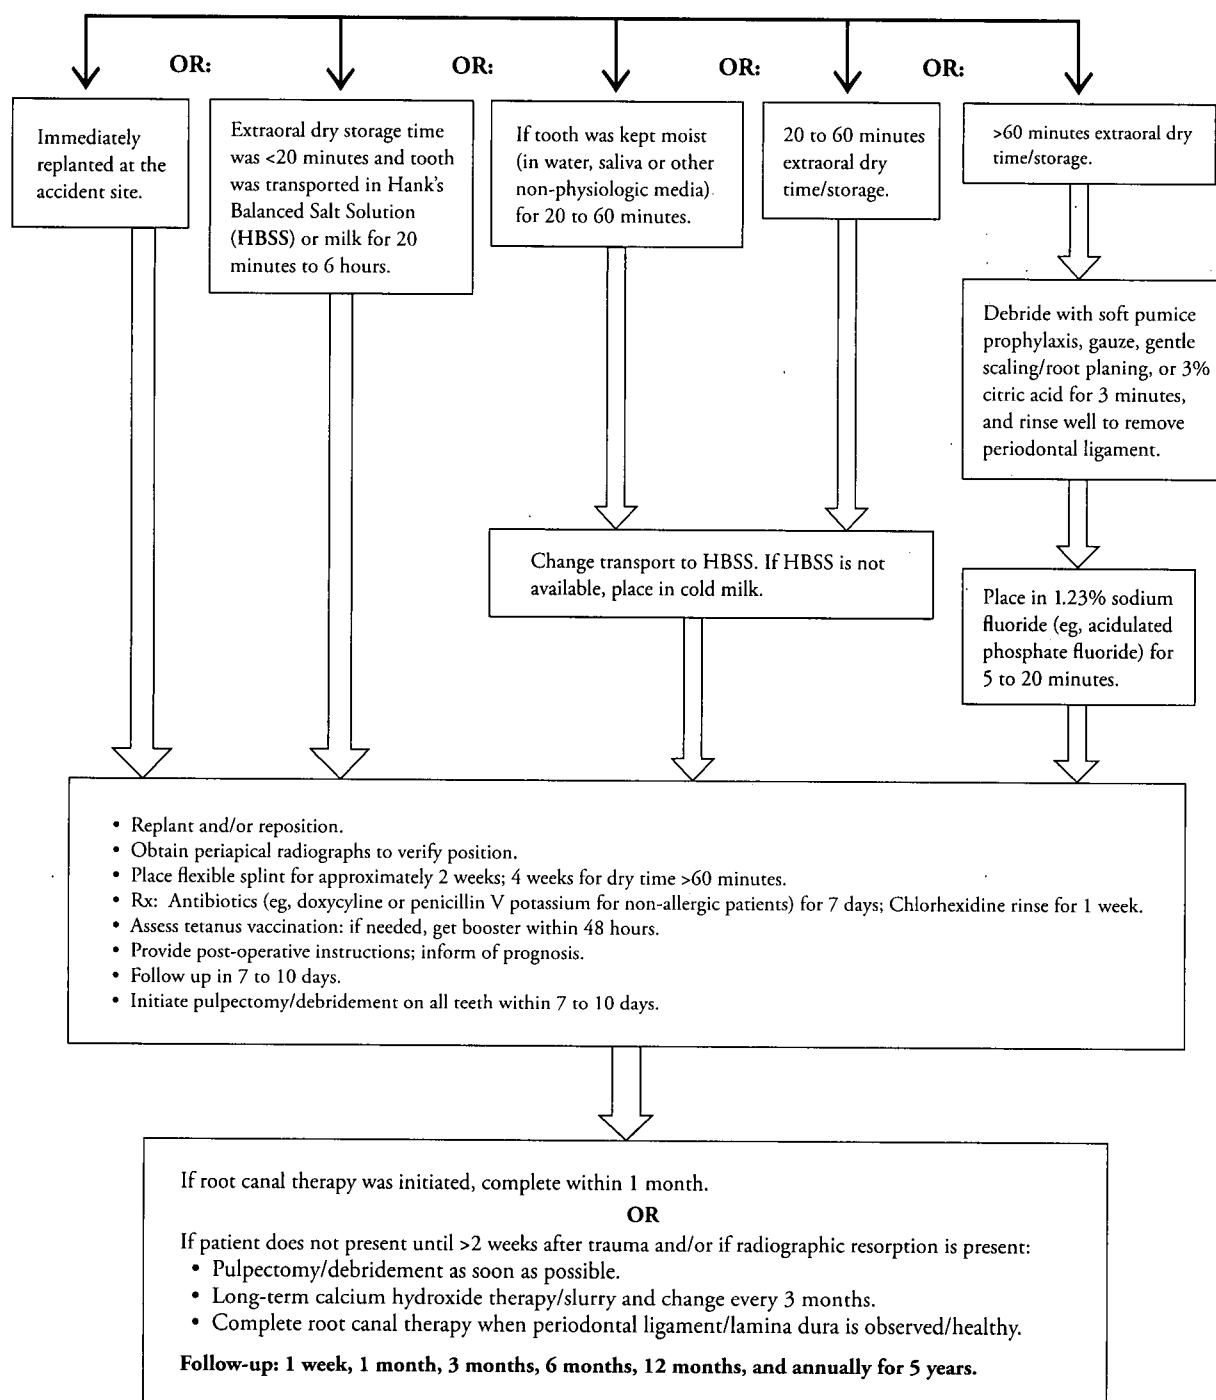 OR:
OR:
OR:
OR:
Immediately
replanted at the
accident site.
Extraoral dry storage time
was <20 minutes and tooth
was transported in Hank's
Balanced Salt Solution
(HBSS) or milk for 20
minutes to 6 hours.
If tooth was kept moist
(in water, saliva or other
non-physiologic media)
for 20 to 60 minutes.
20 to 60 minutes
extraoral dry
time/storage.
>60 minutes extraoral dry
time/storage.
Debride with soft pumice
prophylaxis, gauze, gentle
scaling/root planing, or 3%
citric acid for 3 minutes,
and rinse well to remove
periodontal ligament.
Change transport to HBSS. If HBSS is not
available, place in cold milk.
Place in 1.23% sodium
fluoride (eg, acidulated
phosphate fluoride) for
5 to 20 minutes.
• Replant and/or reposition.
• Obtain periapical radiographs to verify position.
• Place flexible splint for approximately 2 weeks; 4 weeks for dry time >60 minutes.
• Rx: Antibiotics (eg, doxycyline or penicillin V potassium for non-allergic patients) for 7 days; Chlorhexidine rinse for 1 week.
• Assess tetanus vaccination: if needed, get booster within 48 hours.
• Provide post-operative instructions; inform of prognosis.
• Follow up in 7 to 10 days.
• Initiate pulpectomy/debridement on all teeth within 7 to 10 days.
If root canal therapy was initiated, complete within 1 month.
OR
If patient does not present until >2 weeks after trauma and/or if radiographic resorption is present:
• Pulpectomy/debridement as soon as possible.
• Long-term calcium hydroxide therapy/slurry and change every 3 months.
• Complete root canal therapy when periodontal ligament/lamina dura is observed/healthy.
Follow-up: 1 week, 1 month, 3 months, 6 months, 12 months, and annually for 5 years.